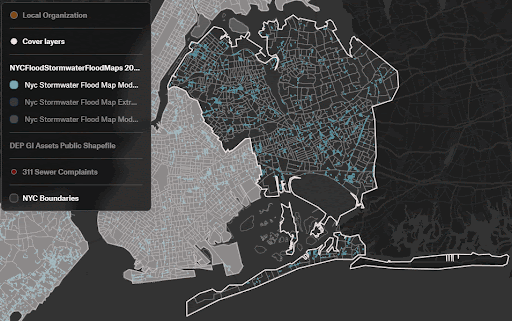 Local Organization
Cover layers
NYCFloodStormwaterFloodMaps 20...
Nyc Stormwater Flood Map Mod...
Nyc Stormwater Flood Map Extr...
Nyc Stormwater Flood Map Mod...
DEP GI Assets Public Shapefile
311 Sewer Complaints
NYC Boundaries